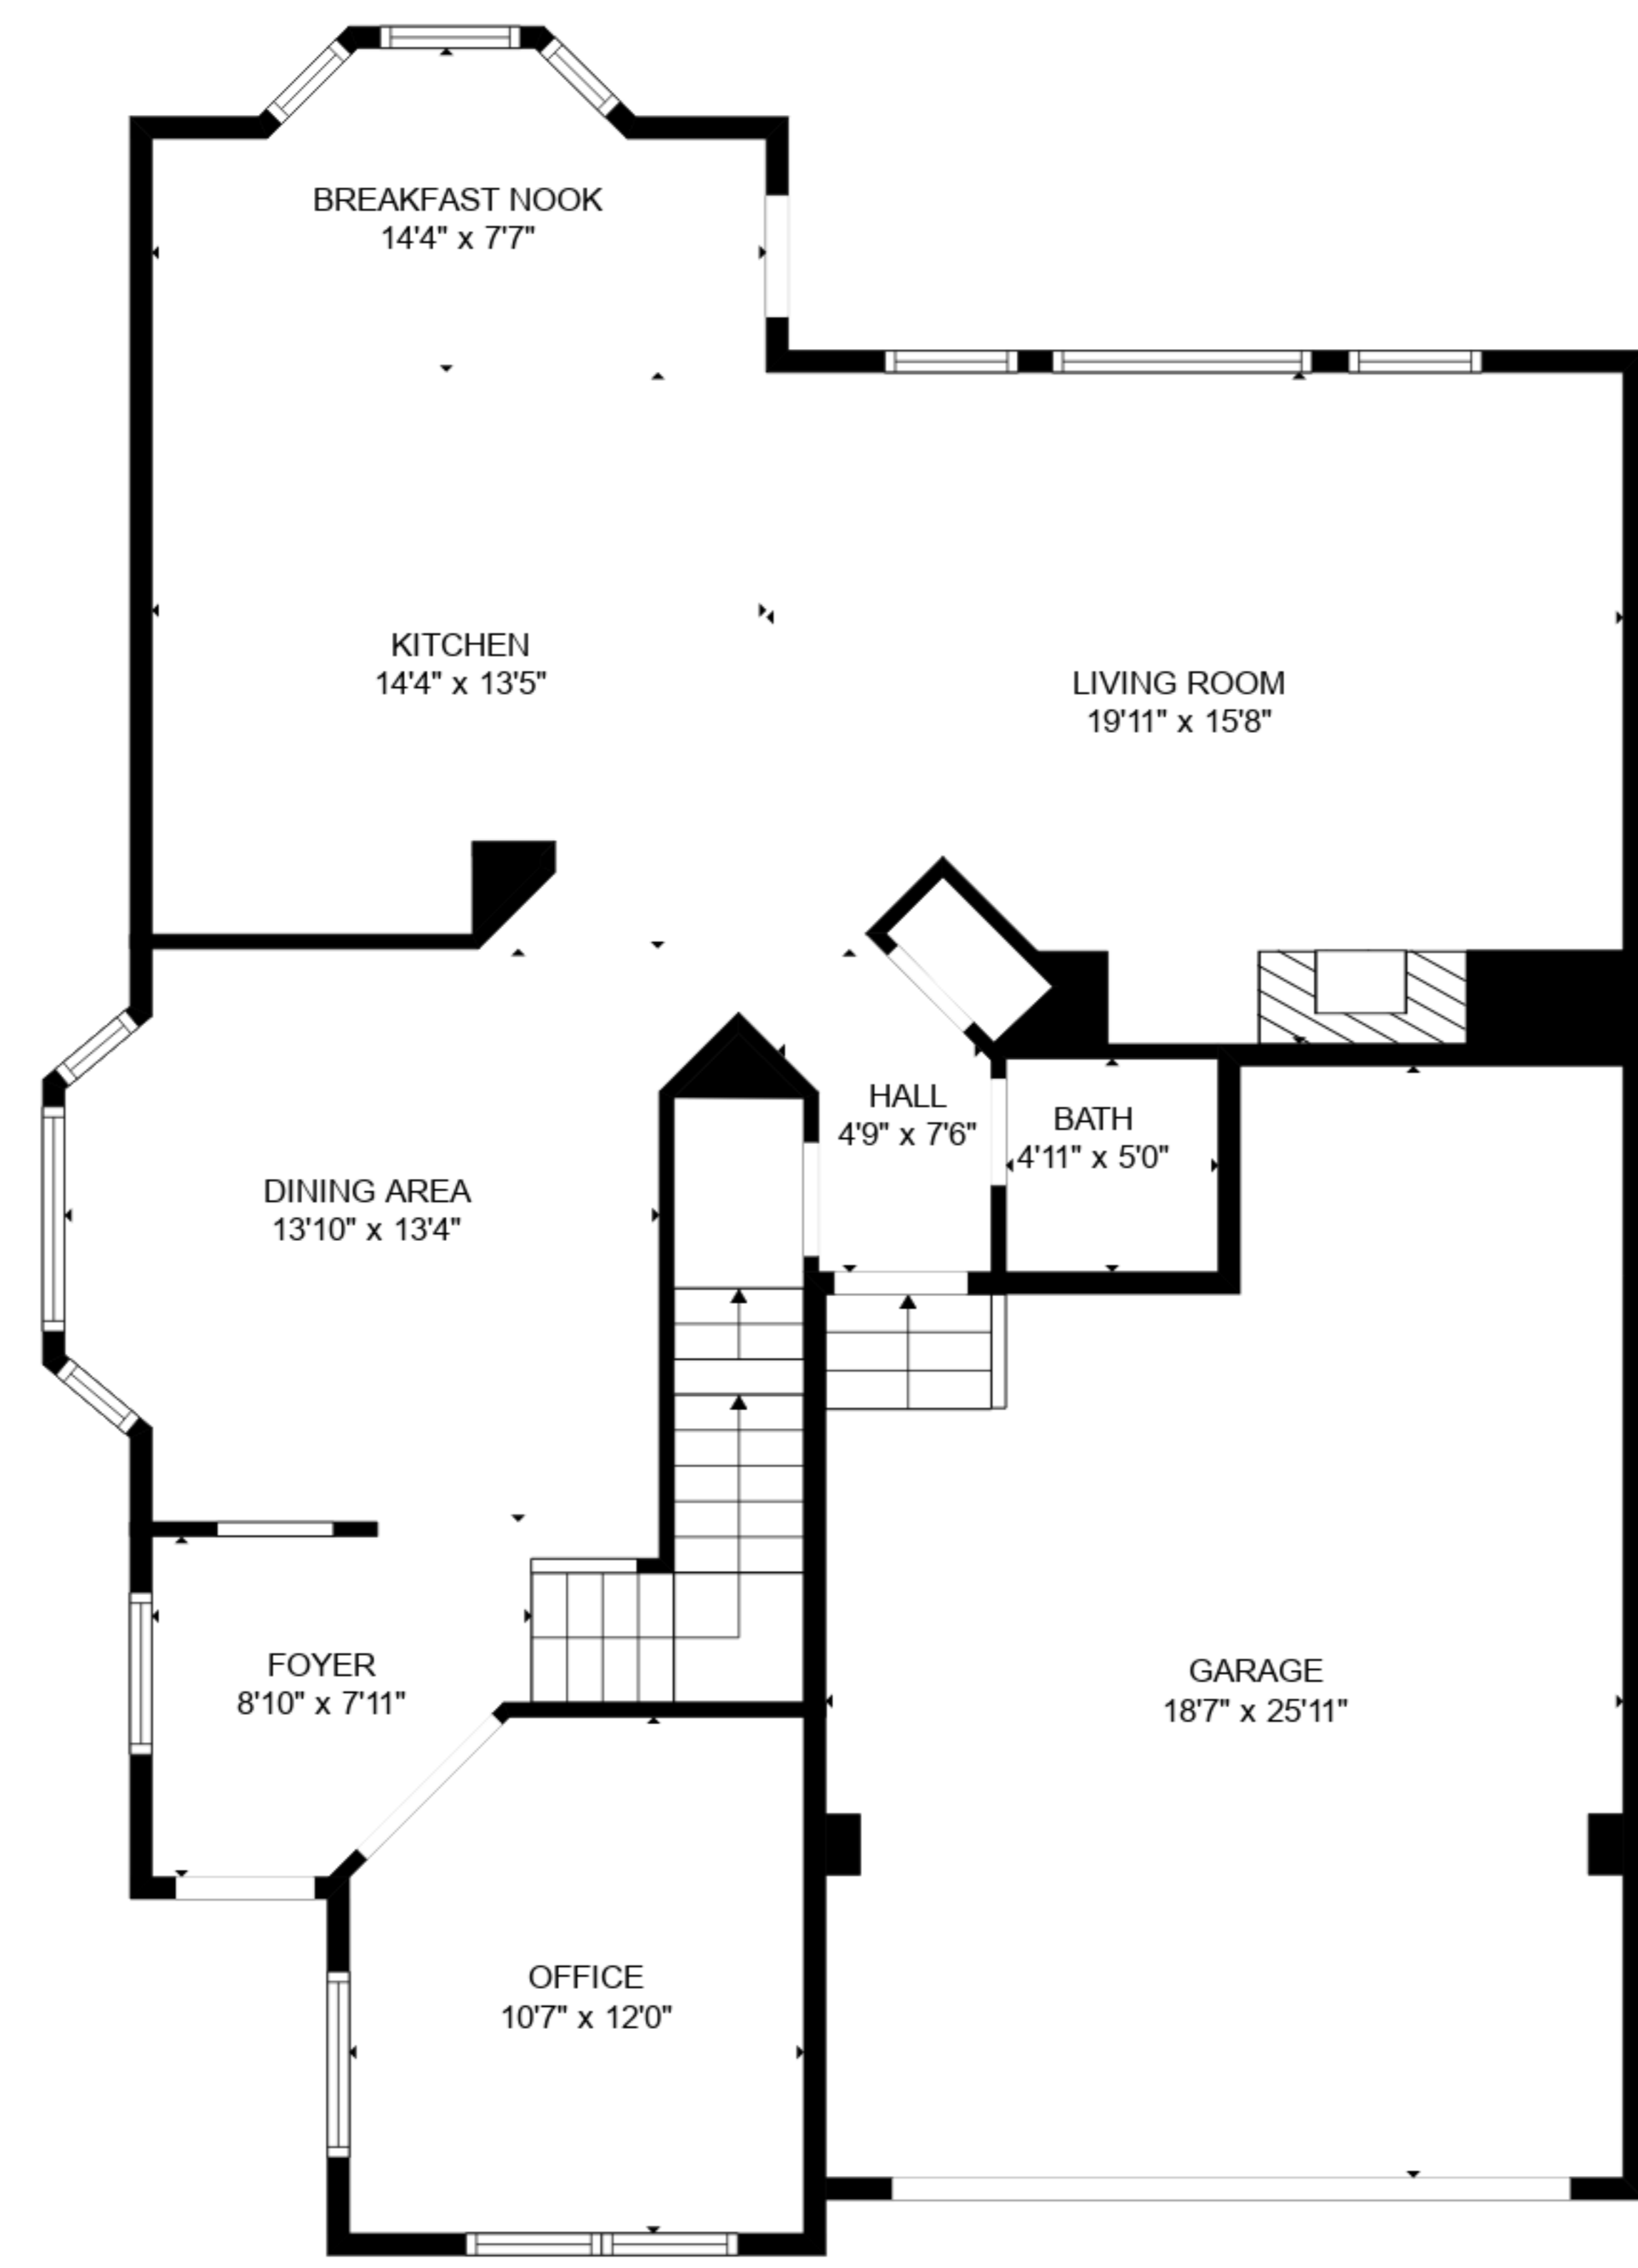 BREAKFAST NOOK
14'4" x 7'7"
KITCHEN
14'4" x 13'5"
LIVING ROOM
19'11" x 15'8"
HALL
4'9" x 7'6"
BATH
4'11" x 5'0"
DINING AREA
13'10" x 13'4"
FOYER
8'10" x 7'11"
GARAGE
18'7" x 25'11"
OFFICE
10'7" x 12'0"